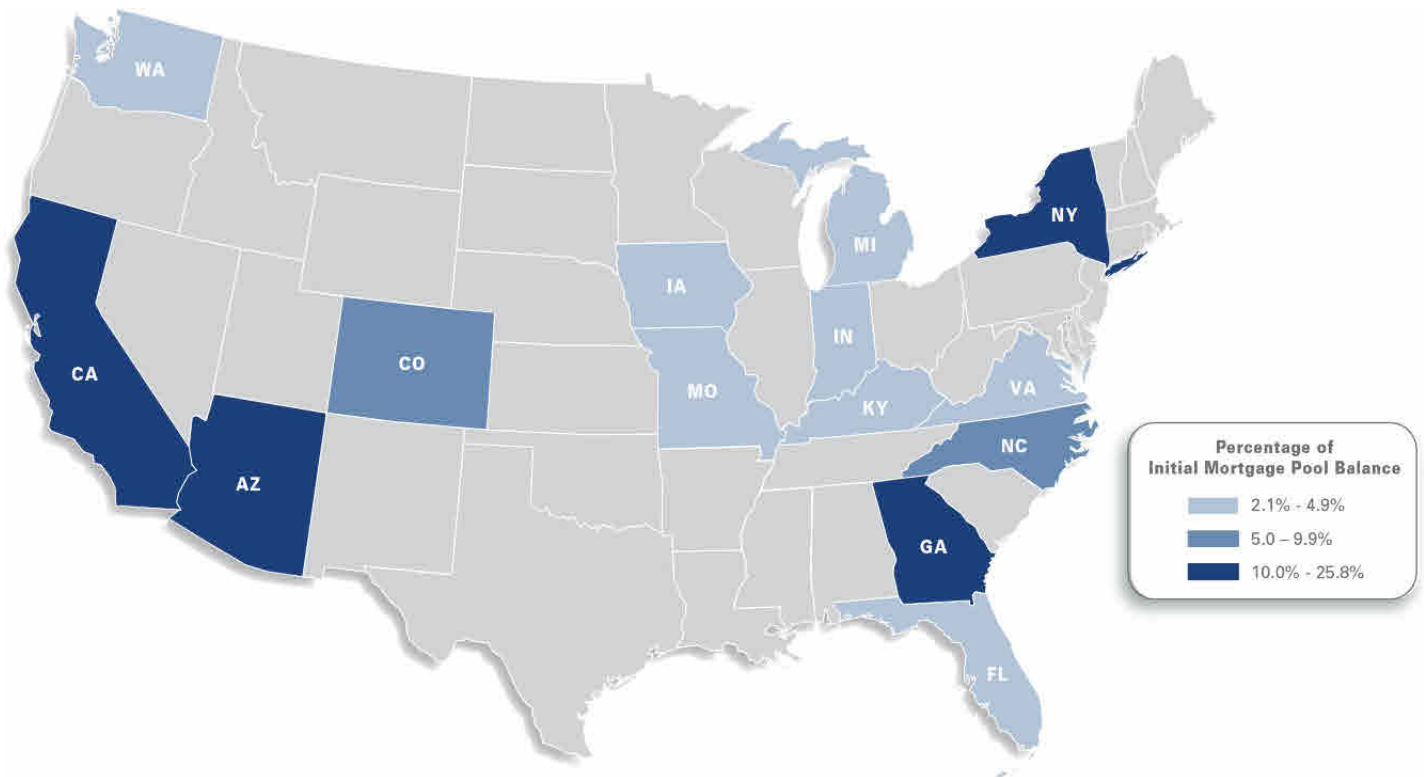 WA
NY
MI
IA
IN
CO
CA
MO
VA
KY
NC
AZ
GA
FL
Percentage of
Initial Mortgage Pool Balance
2.1% - 4.9%
5.0 – 9.9%
10.0% - 25.8%